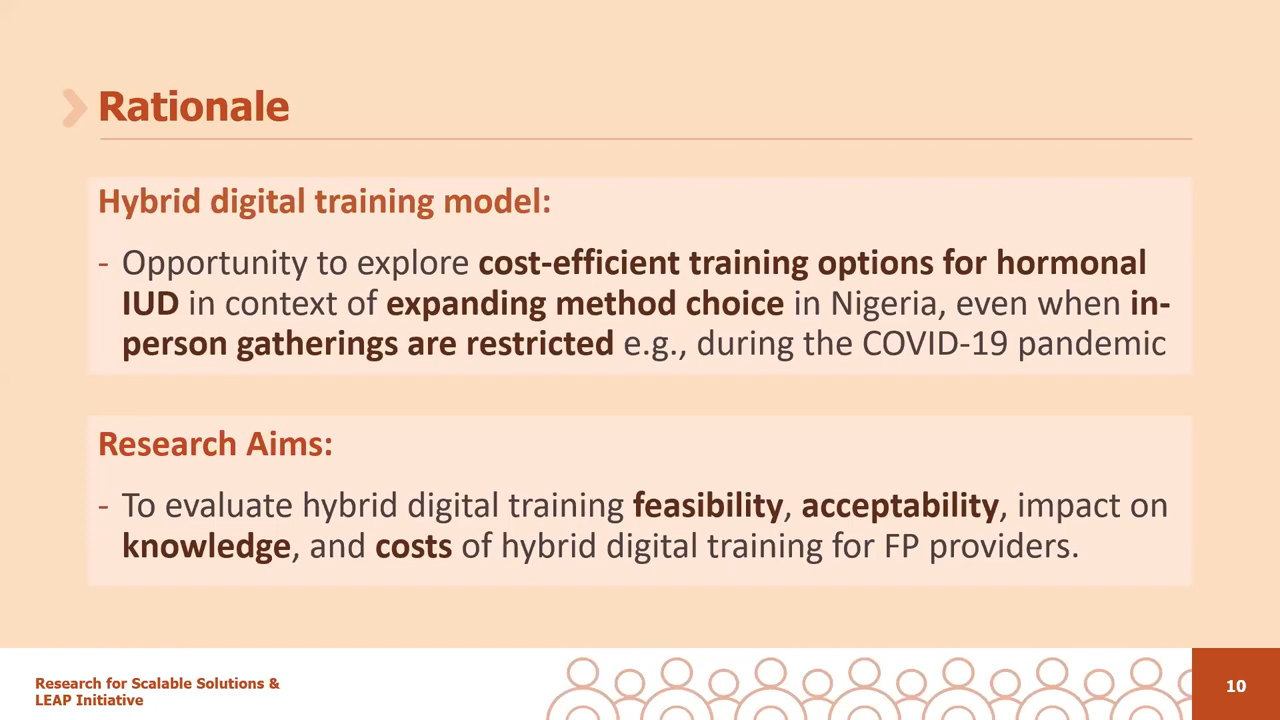 Rationale
Hybrid digital training model:
- Opportunity to explore cost-efficient training options for hormonal
IUD in context of expanding method choice in Nigeria, even when in-
person gatherings are restricted e.g., during the COVID-19 pandemic
Research Aims:
- To evaluate hybrid digital training feasibility, acceptability, impact on
knowledge, and costs of hybrid digital training for FP providers.
Research for Scalable Solutions &
LEAP Initiative
10